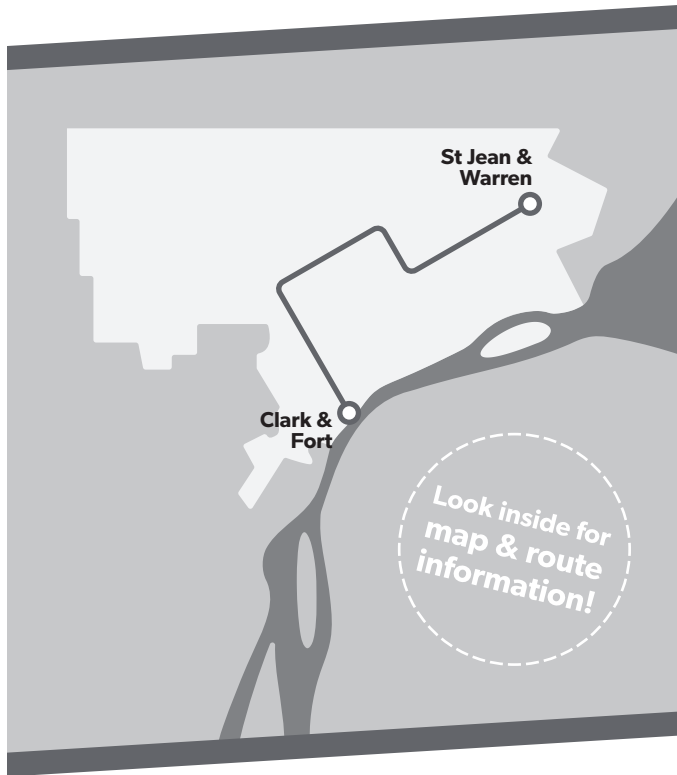 St Jean &
Warren
Clark &
Fort
Look inside for
map & route
information!